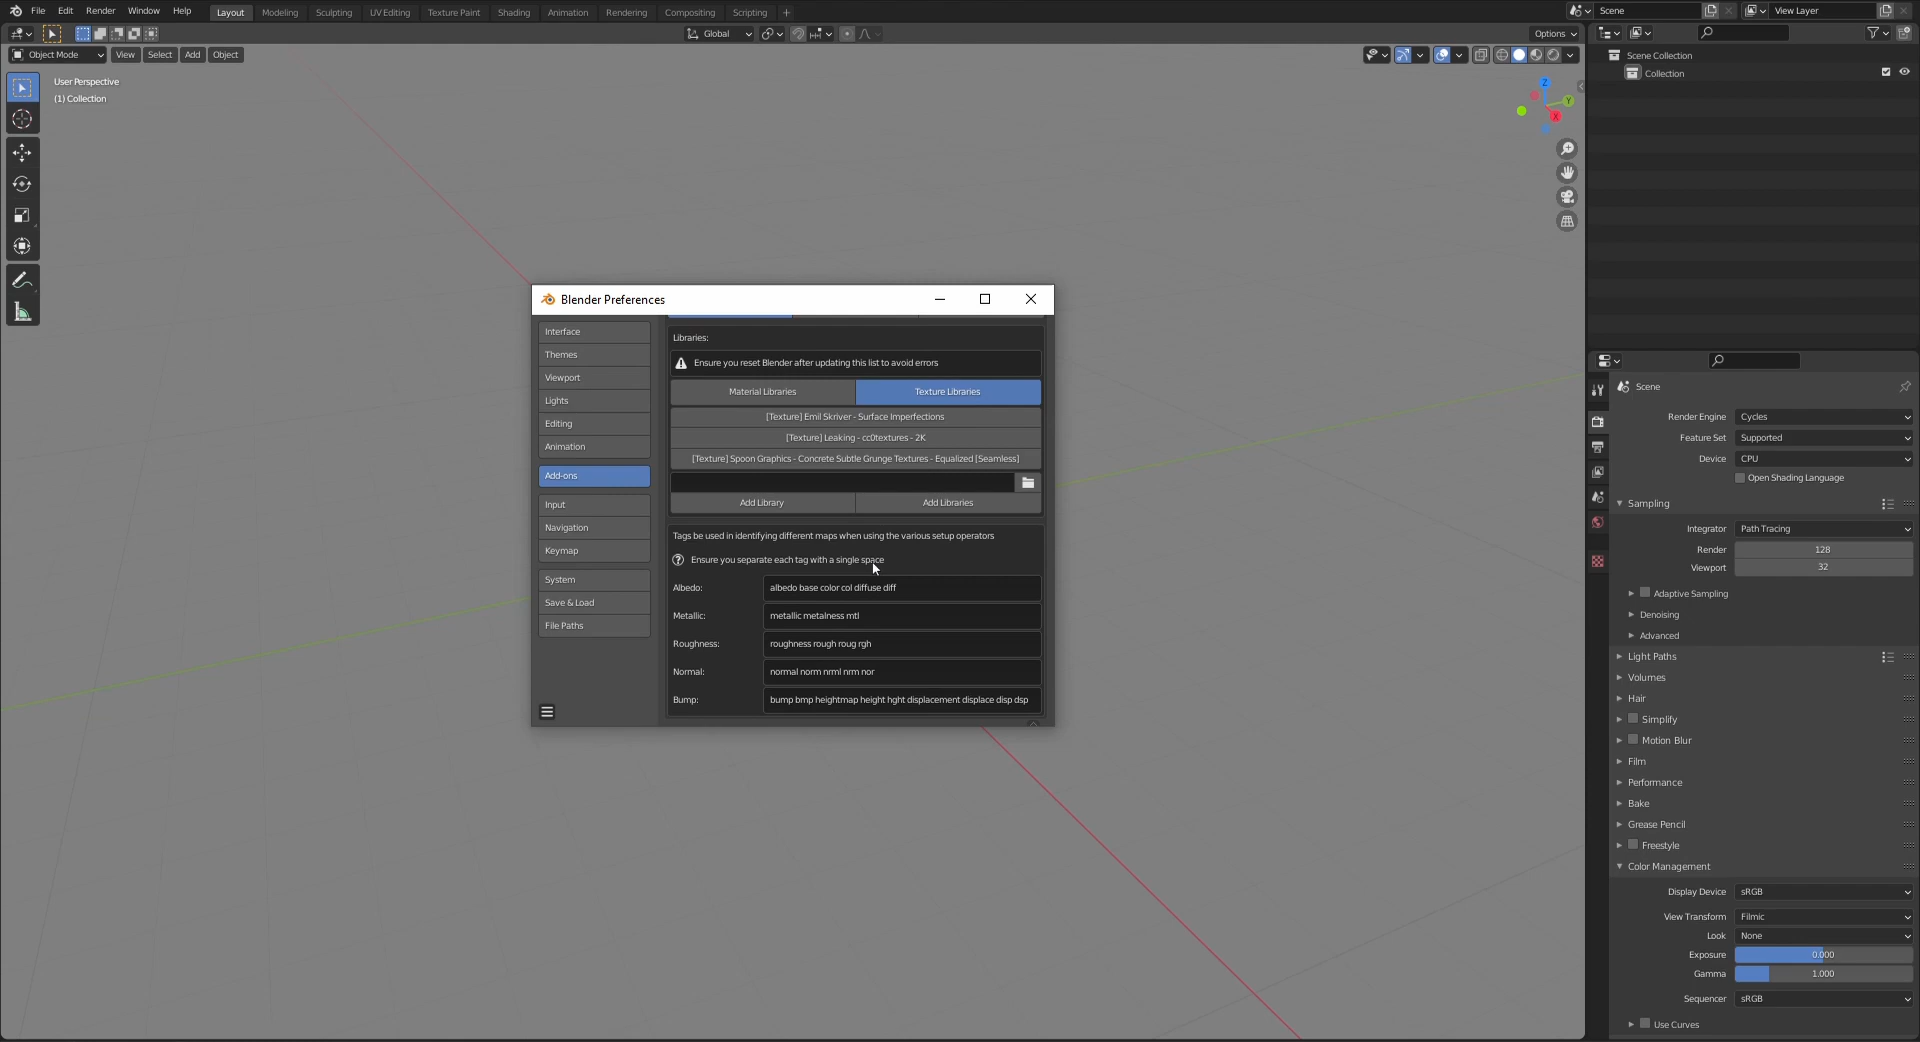 File Edit Render Window Help Layout Modeling Sculpting UV Editing Texture Paint Shading Animation Rendering Compositing Scripting + Scene View Layer
Global Options
Object Mode View Select Add Object
User Perspective
(1) Collection
Z
Y
X
Scene Collection
Collection
Blender Preferences
Interface
Themes
Viewport
Lights
Editing
Animation
Add-ons
Input
Navigation
Keymap
System
Save & Load
File Paths
Libraries:
Ensure you reset Blender after updating this list to avoid errors
Material Libraries Texture Libraries
[Texture] Emil Skriver - Surface Imperfections
[Texture] Leaking - cc0textures - 2K
[Texture] Spoon Graphics - Concrete Subtle Grunge Textures - Equalized [Seamless]
Add Library Add Libraries
Tags be used in identifying different maps when using the various setup operators
Ensure you separate each tag with a single space
Albedo: albedo base color col diffuse diff
Metallic: metallic metalness mtl
Roughness: roughness rough roug rgh
Normal: normal norm nrml nrm nor
Bump: bump bmp heightmap height hght displacement displace disp dsp
Scene
Render Engine Cycles
Feature Set Supported
Device CPU
Open Shading Language
Sampling
Integrator Path Tracing
Render 128
Viewport 32
Adaptive Sampling
Denoising
Advanced
Light Paths
Volumes
Hair
Simplify
Motion Blur
Film
Performance
Bake
Grease Pencil
Freestyle
Color Management
Display Device sRGB
View Transform Filmic
Look None
Exposure 0.000
Gamma 1.000
Sequencer sRGB
Use Curves